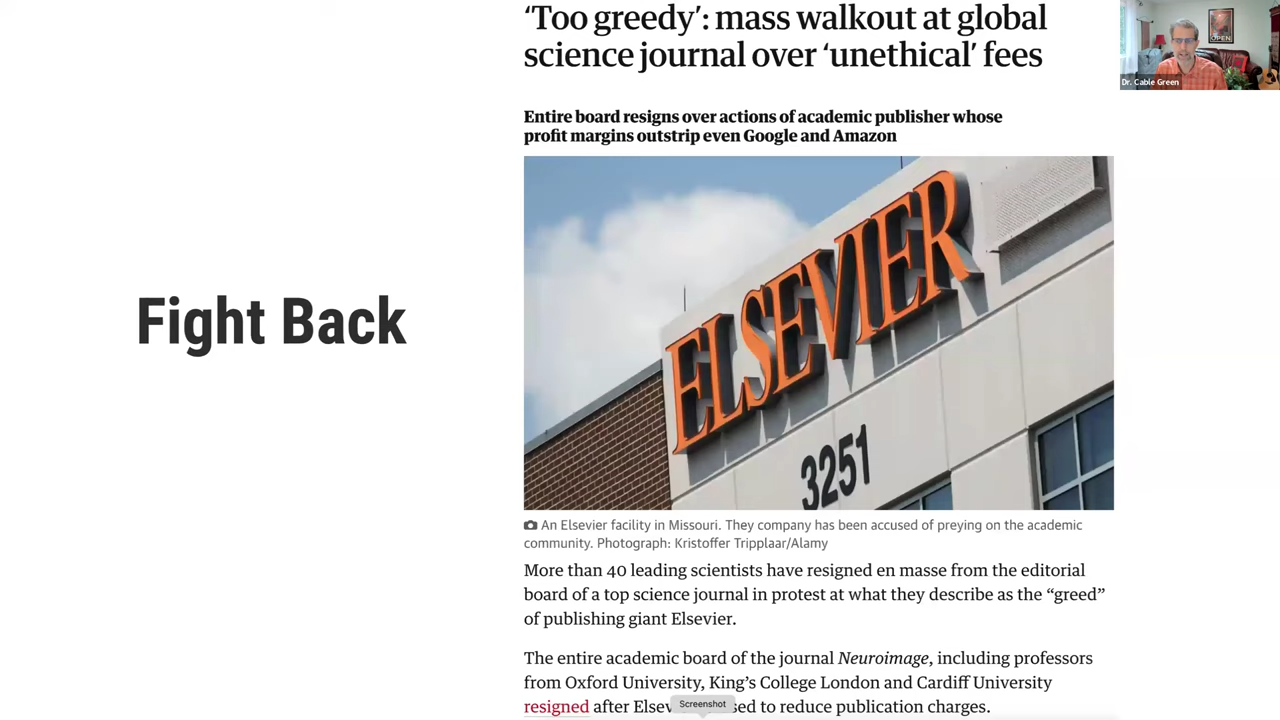 ‘Too greedy’: mass walkout at global
science journal over ‘unethical’ fees
OPEN
Dr. Cable Green
Entire board resigns over actions of academic publisher whose
profit margins outstrip even Google and Amazon
Fight Back
ELSEVIER
3251
An Elsevier facility in Missouri. They company has been accused of preying on the academic
community. Photograph: Kristoffer Tripplaar/Alamy
More than 40 leading scientists have resigned en masse from the editorial
board of a top science journal in protest at what they describe as the “greed”
of publishing giant Elsevier.
The entire academic board of the journal Neuroimage, including professors
from Oxford University, King’s College London and Cardiff University
resigned after to reduce publication charges.
Screenshot